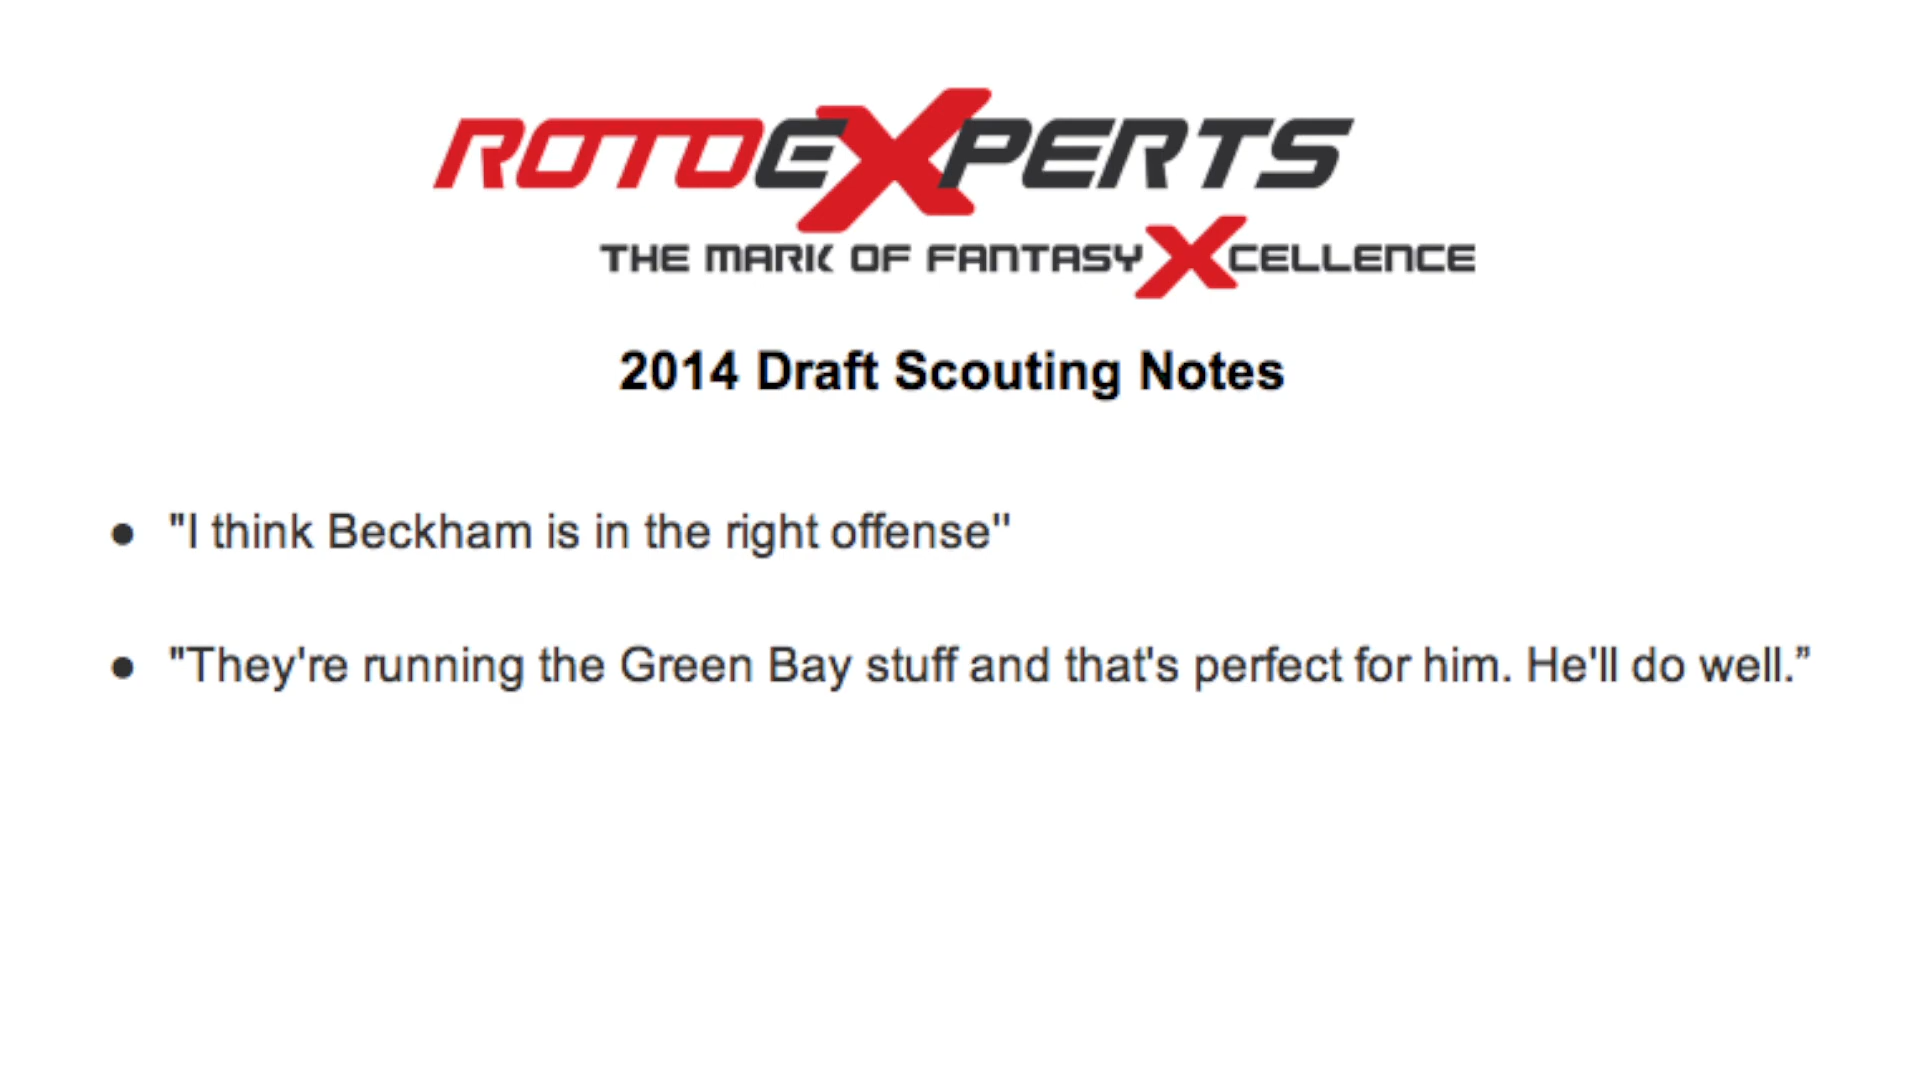 ROTOEXPERTS
THE MARK OF FANTASY XCELLENCE
2014 Draft Scouting Notes
● "I think Beckham is in the right offense"
● "They're running the Green Bay stuff and that's perfect for him. He'll do well.”